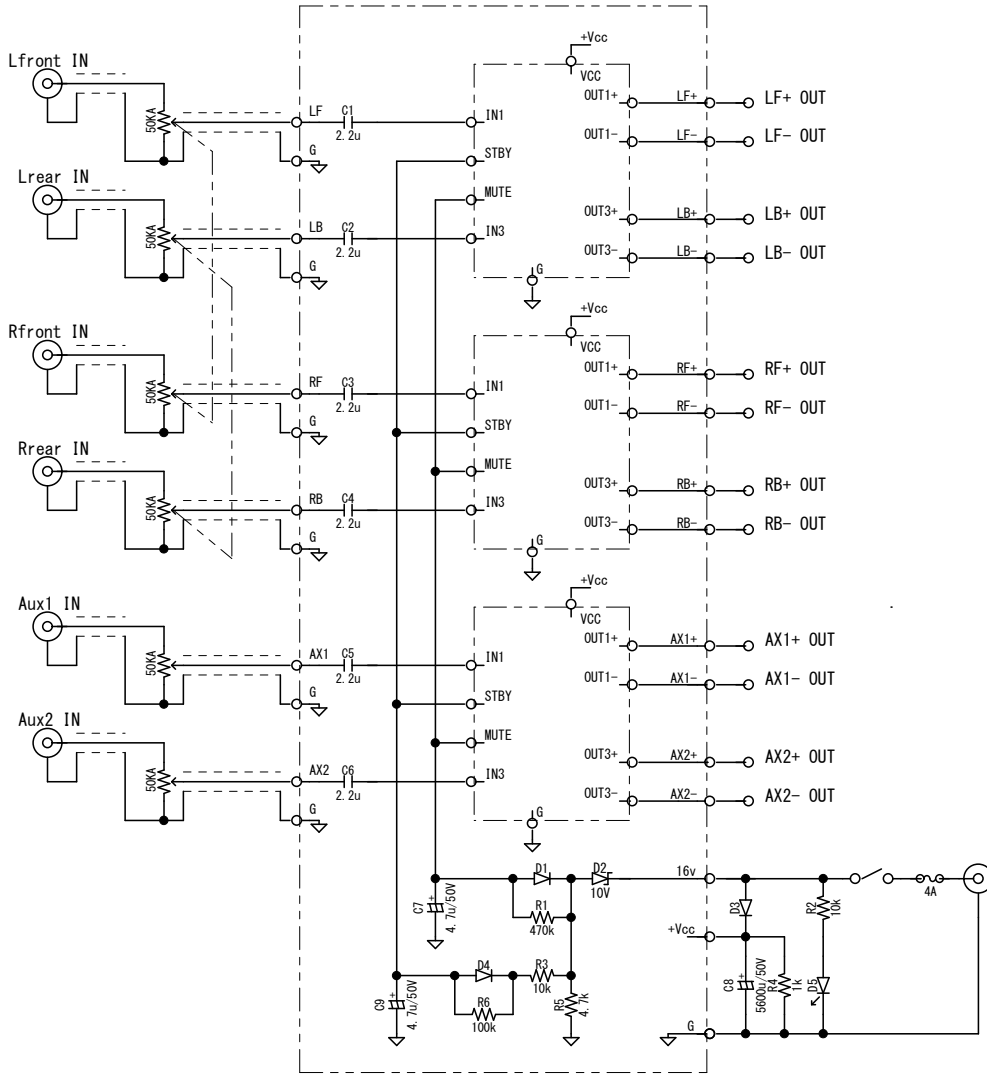 +Vcc
Lfront IN
VCC
50KA
LF
C1
2.2u
G
IN1
STBY
MUTE
OUT1+
LF+
LF+ OUT
OUT1-
LF-
LF- OUT
Lrear IN
50KA
LB
C2
2.2u
G
IN3
OUT3+
LB+
LB+ OUT
OUT3-
LB-
LB- OUT
G
+Vcc
Rfront IN
VCC
50KA
RF
C3
2.2u
G
IN1
STBY
MUTE
OUT1+
RF+
RF+ OUT
OUT1-
RF-
RF- OUT
Rrear IN
50KA
RB
C4
2.2u
G
IN3
OUT3+
RB+
RB+ OUT
OUT3-
RB-
RB- OUT
G
+Vcc
Aux1 IN
VCC
50KA
AX1
C5
2.2u
G
IN1
STBY
MUTE
OUT1+
AX1+
AX1+ OUT
OUT1-
AX1-
AX1- OUT
Aux2 IN
50KA
AX2
C6
2.2u
G
IN3
OUT3+
AX2+
AX2+ OUT
OUT3-
AX2-
AX2- OUT
G
D1
D2
10V
16v
4A
C7
+
4.7u/50V
R1
470k
D3
R2
10k
+Vcc
D4
R3
10k
C9
+
4.7u/50V
R6
100k
R5
4.7k
C8
+
5600u/50V
R4
1k
D5
G